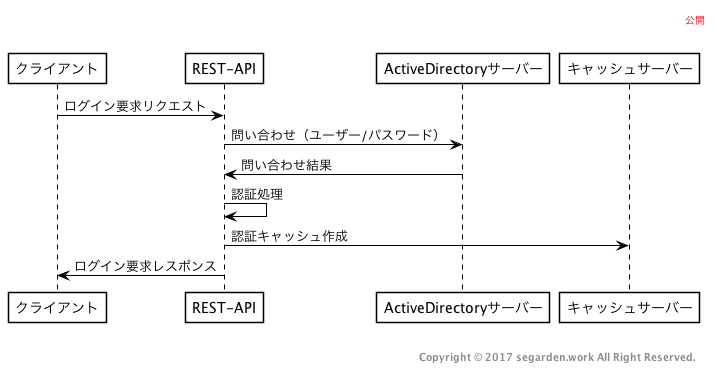 公開
クライアント REST-API ActiveDirectoryサーバー キャッシュサーバー
ログイン要求リクエスト
問い合わせ（ユーザー/パスワード）
問い合わせ結果
認証処理
認証キャッシュ作成
ログイン要求レスポンス
クライアント REST-API ActiveDirectoryサーバー キャッシュサーバー
Copyright © 2017 segarden.work All Right Reserved.